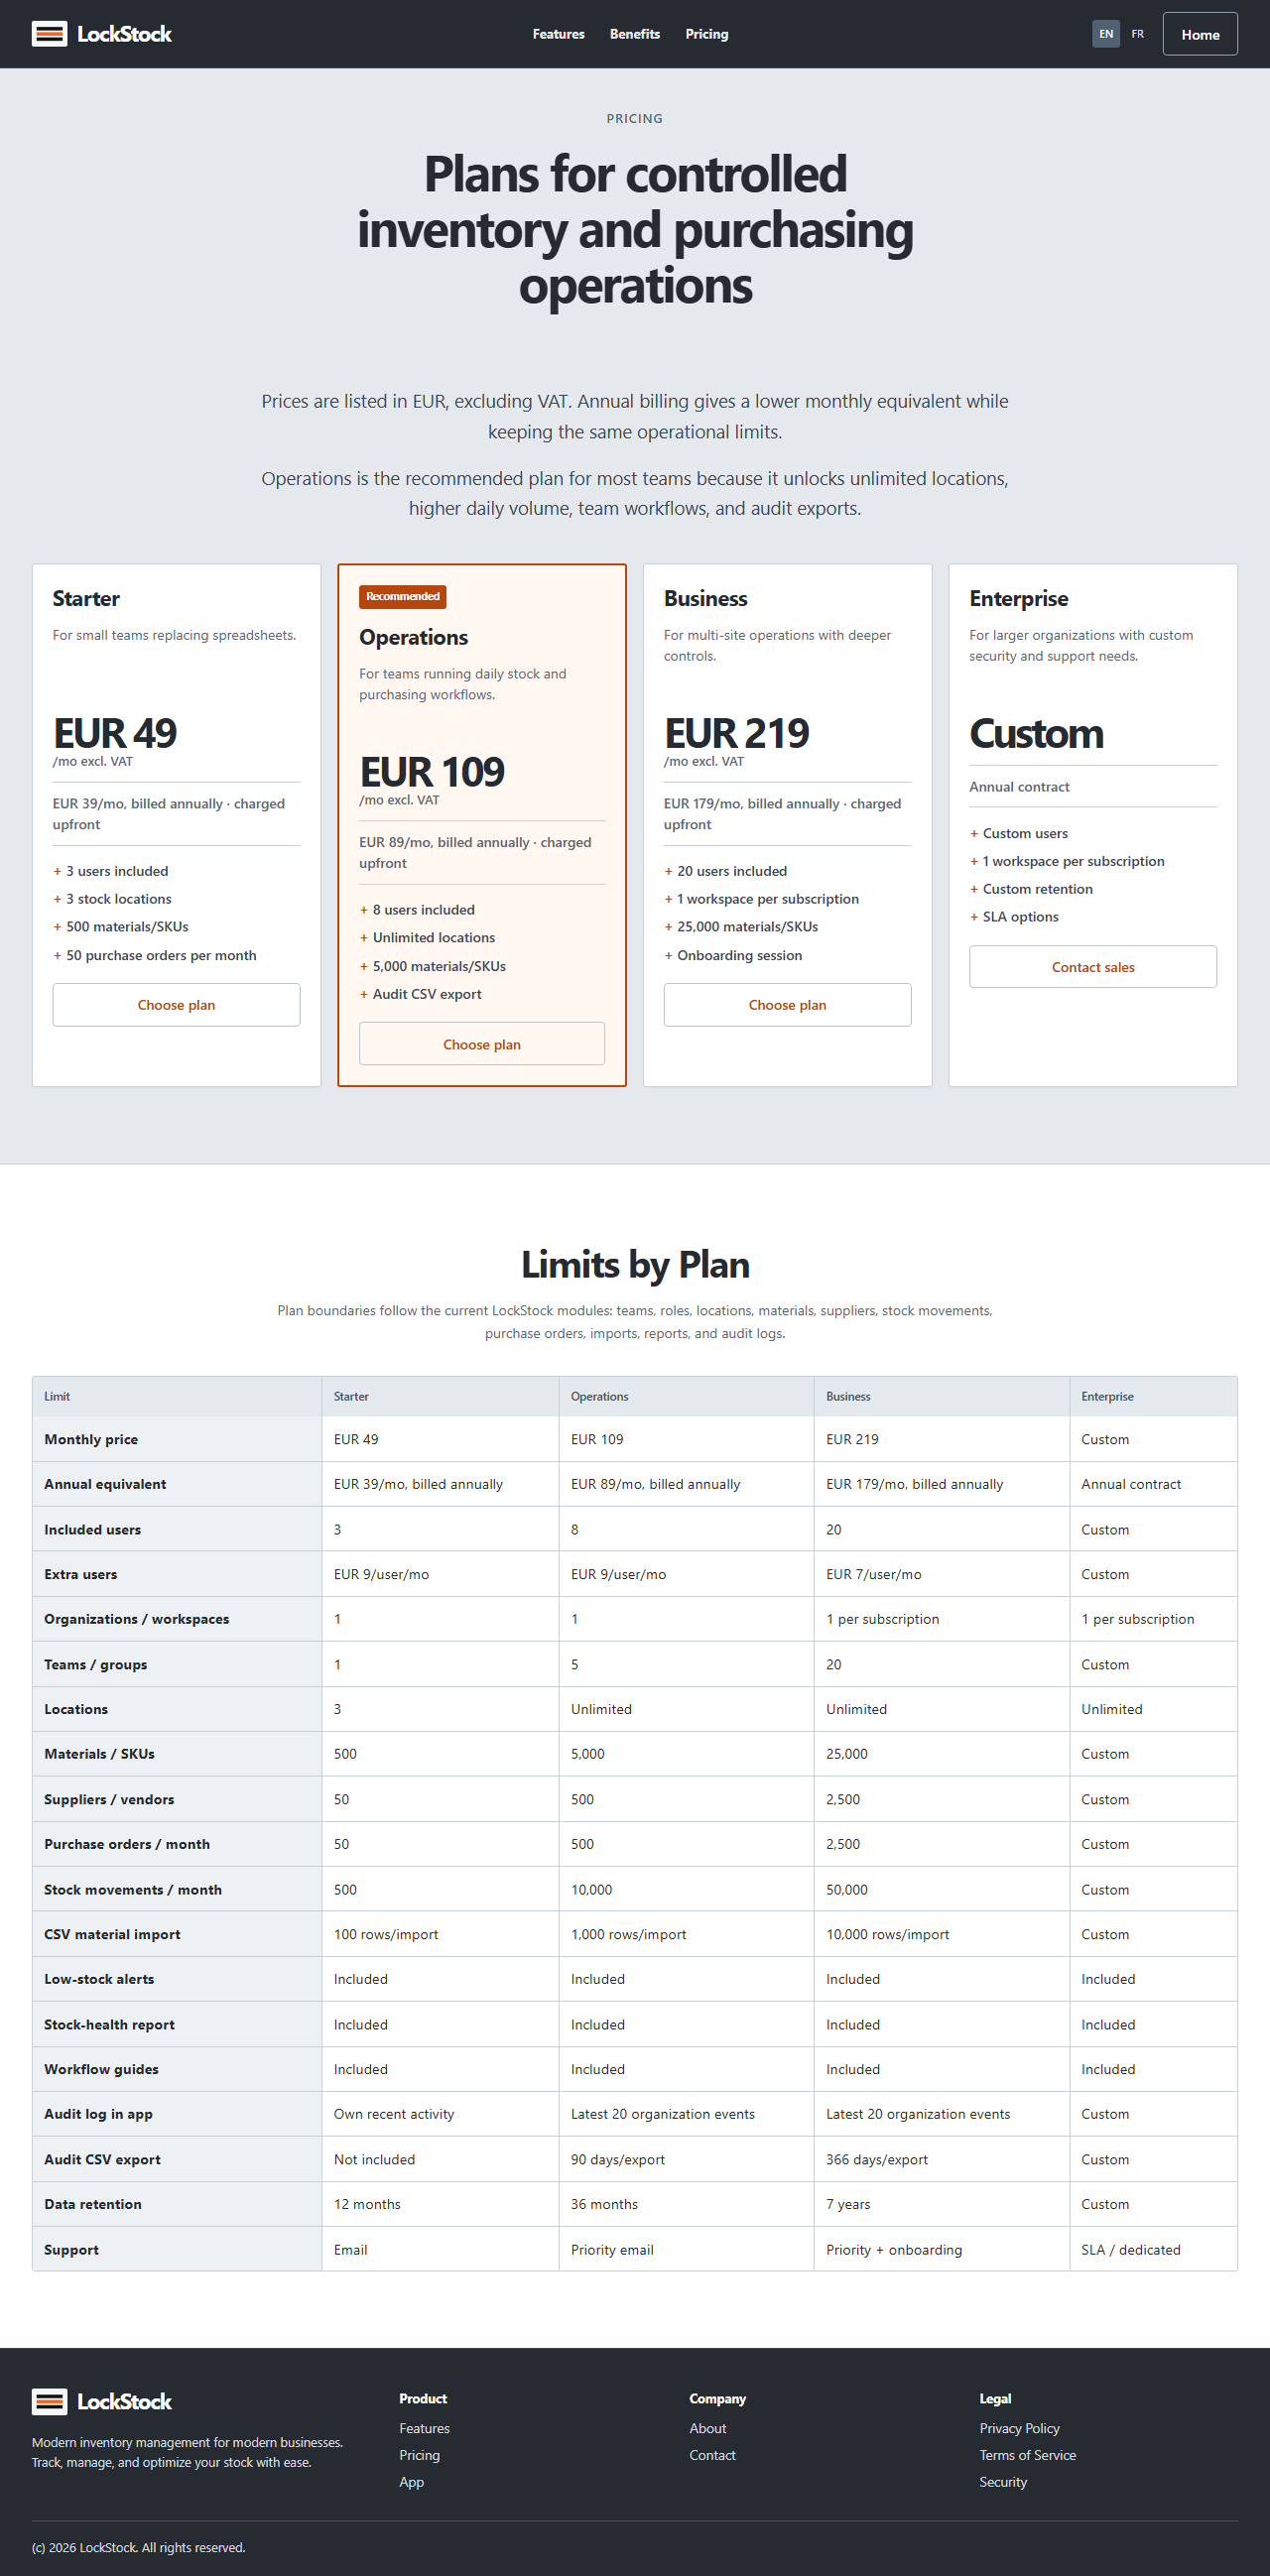 LockStock
Features
Benefits
Pricing
EN
FR
Home
PRICING
Plans for controlled
inventory and purchasing
operations
Prices are listed in EUR, excluding VAT. Annual billing gives a lower monthly equivalent while
keeping the same operational limits.
Operations is the recommended plan for most teams because it unlocks unlimited locations,
higher daily volume, team workflows, and audit exports.
Starter
For small teams replacing spreadsheets.
EUR 49
/mo excl. VAT
EUR 39/mo, billed annually · charged
upfront
+ 3 users included
+ 3 stock locations
+ 500 materials/SKUs
+ 50 purchase orders per month
Choose plan
Recommended
Operations
For teams running daily stock and
purchasing workflows.
EUR 109
/mo excl. VAT
EUR 89/mo, billed annually · charged
upfront
+ 8 users included
+ Unlimited locations
+ 5,000 materials/SKUs
+ Audit CSV export
Choose plan
Business
For multi-site operations with deeper
controls.
EUR 219
/mo excl. VAT
EUR 179/mo, billed annually · charged
upfront
+ 20 users included
+ 1 workspace per subscription
+ 25,000 materials/SKUs
+ Onboarding session
Choose plan
Enterprise
For larger organizations with custom
security and support needs.
Custom
Annual contract
+ Custom users
+ 1 workspace per subscription
+ Custom retention
+ SLA options
Contact sales
Limits by Plan
Plan boundaries follow the current LockStock modules: teams, roles, locations, materials, suppliers, stock movements,
purchase orders, imports, reports, and audit logs.
Limit Starter Operations Business Enterprise
Monthly price EUR 49 EUR 109 EUR 219 Custom
Annual equivalent EUR 39/mo, billed annually EUR 89/mo, billed annually EUR 179/mo, billed annually Annual contract
Included users 3 8 20 Custom
Extra users EUR 9/user/mo EUR 9/user/mo EUR 7/user/mo Custom
Organizations / workspaces 1 1 1 per subscription 1 per subscription
Teams / groups 1 5 20 Custom
Locations 3 Unlimited Unlimited Unlimited
Materials / SKUs 500 5,000 25,000 Custom
Suppliers / vendors 50 500 2,500 Custom
Purchase orders / month 50 500 2,500 Custom
Stock movements / month 500 10,000 50,000 Custom
CSV material import 100 rows/import 1,000 rows/import 10,000 rows/import Custom
Low-stock alerts Included Included Included Included
Stock-health report Included Included Included Included
Workflow guides Included Included Included Included
Audit log in app Own recent activity Latest 20 organization events Latest 20 organization events Custom
Audit CSV export Not included 90 days/export 366 days/export Custom
Data retention 12 months 36 months 7 years Custom
Support Email Priority email Priority + onboarding SLA / dedicated
LockStock
Modern inventory management for modern businesses.
Track, manage, and optimize your stock with ease.
Product
Features
Pricing
App
Company
About
Contact
Legal
Privacy Policy
Terms of Service
Security
(c) 2026 LockStock. All rights reserved.